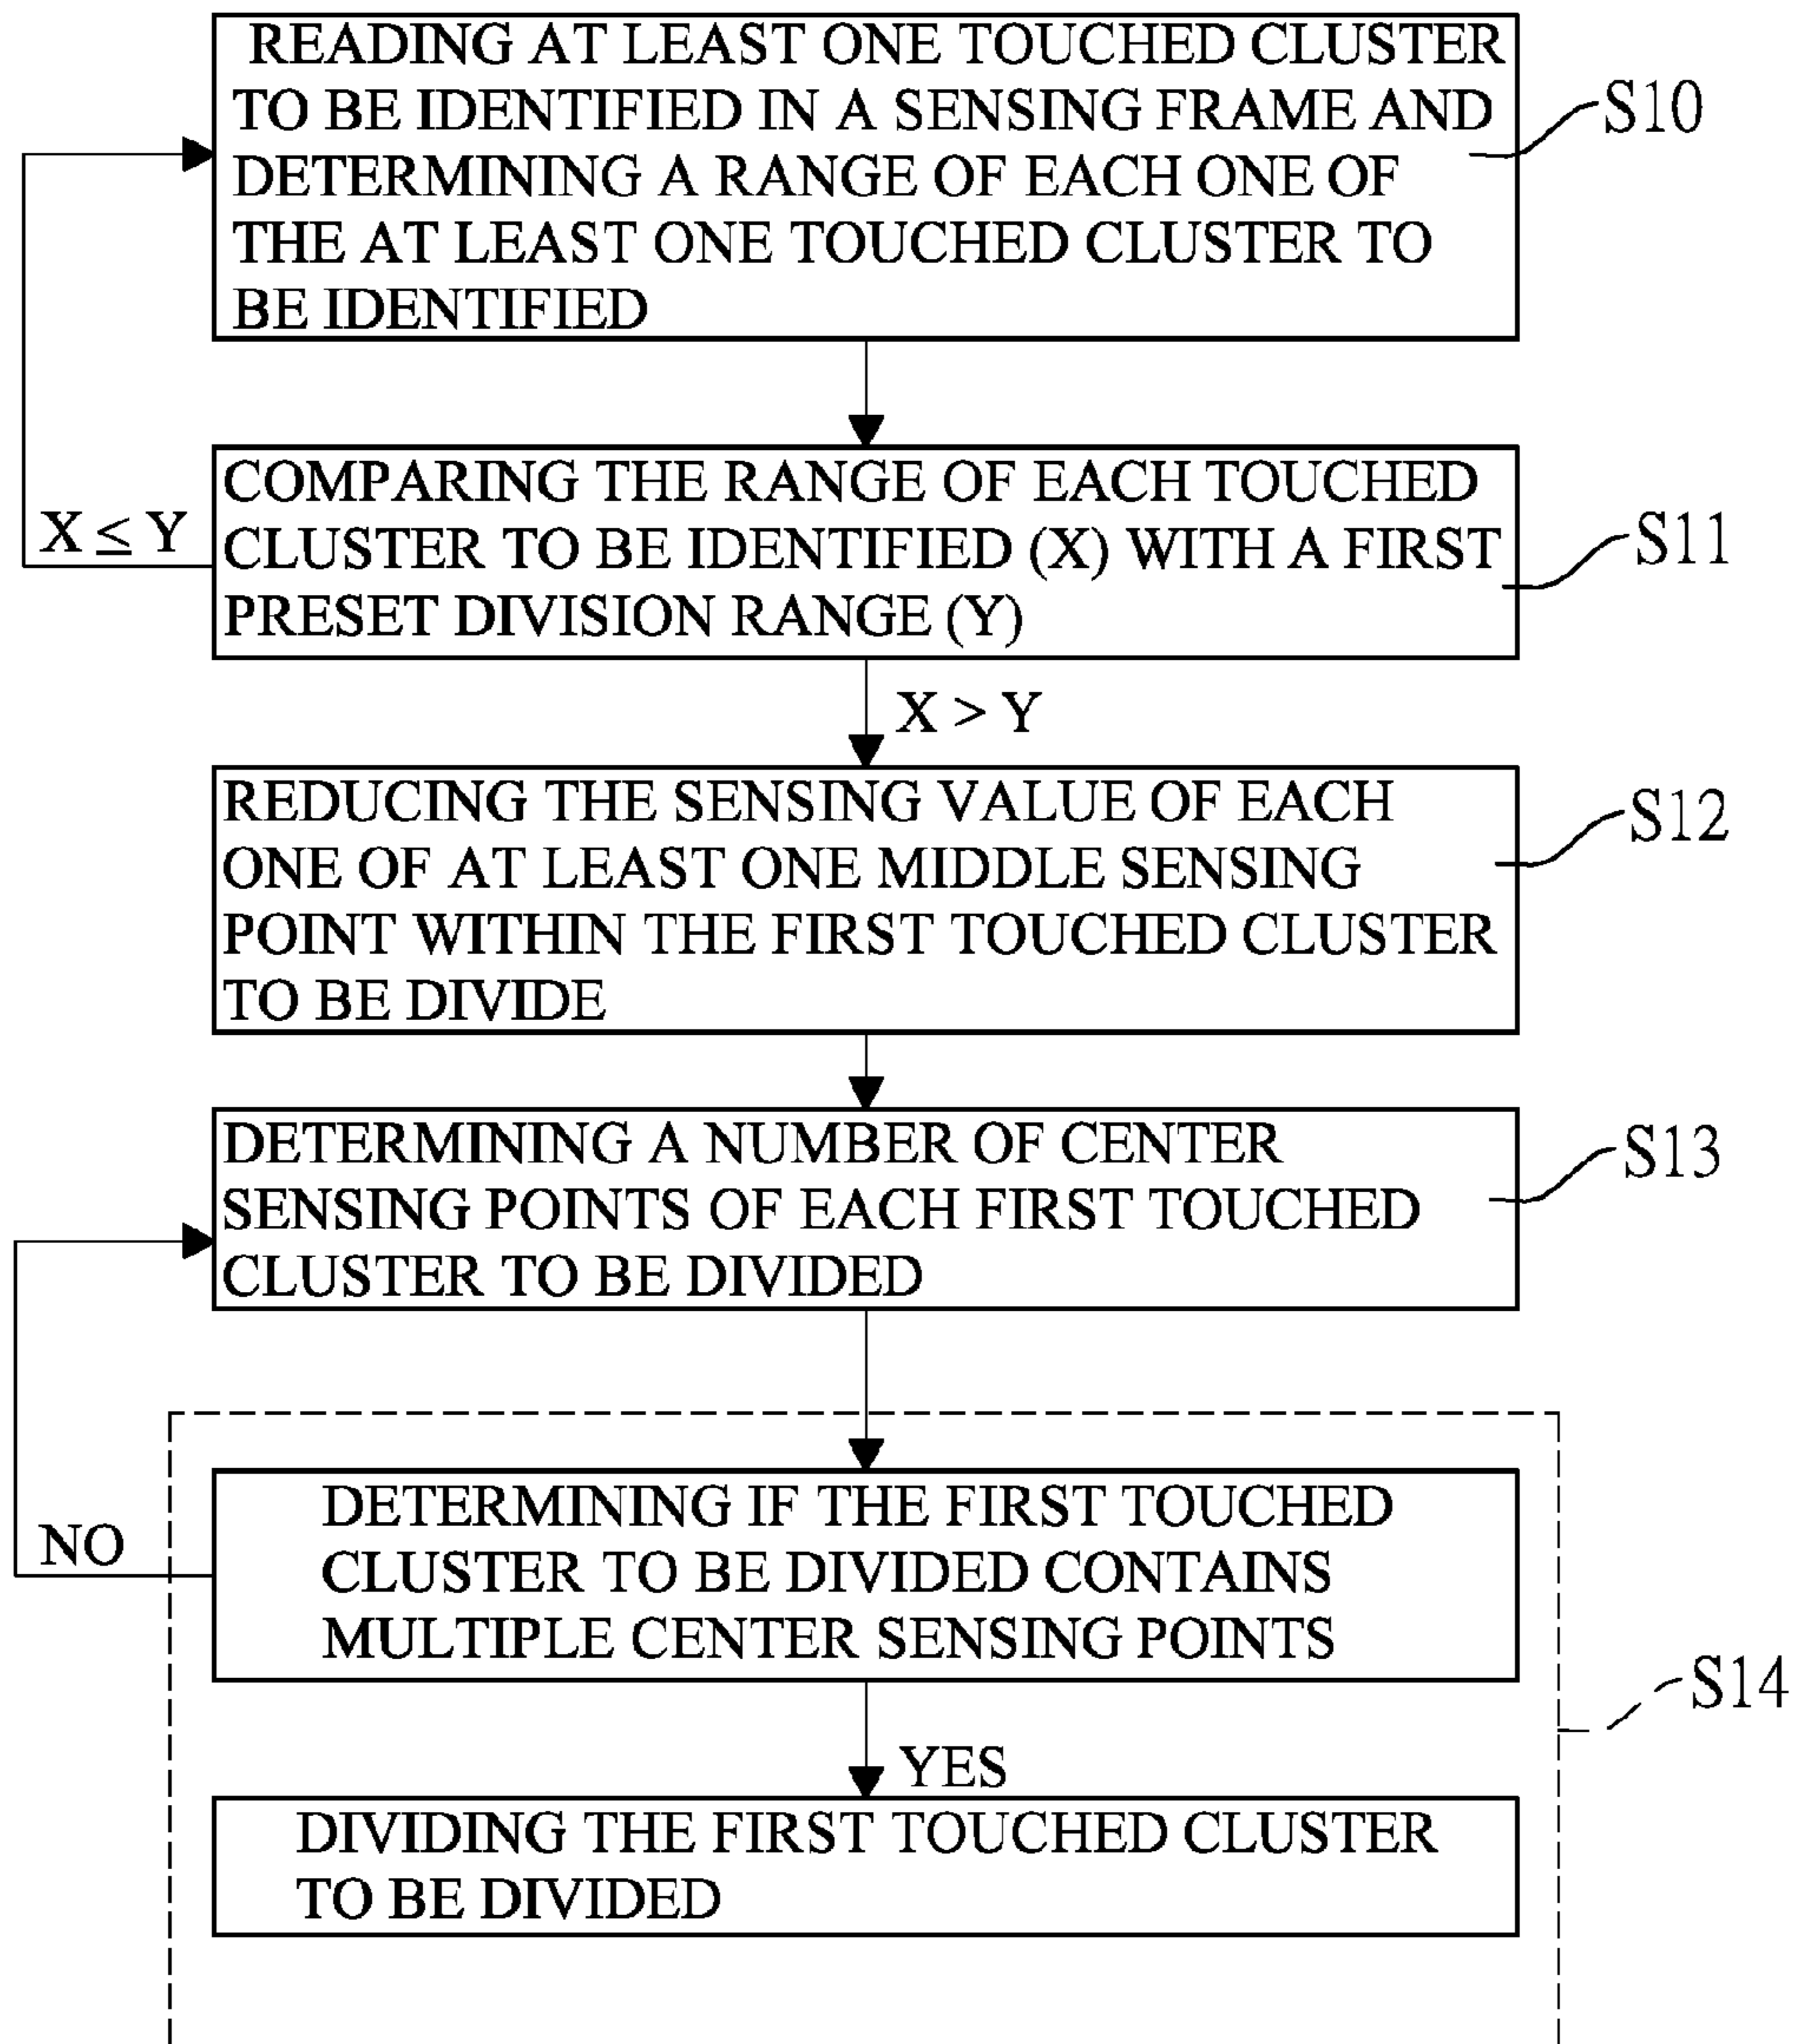 READING AT LEAST ONE TOUCHED CLUSTER
TO BE IDENTIFIED IN A SENSING FRAME AND
DETERMINING A RANGE OF EACH ONE OF
THE AT LEAST ONE TOUCHED CLUSTER TO
BE IDENTIFIED
S10
COMPARING THE RANGE OF EACH TOUCHED
CLUSTER TO BE IDENTIFIED (X) WITH A FIRST
PRESET DIVISION RANGE (Y)
X ≤ Y
S11
X > Y
REDUCING THE SENSING VALUE OF EACH
ONE OF AT LEAST ONE MIDDLE SENSING
POINT WITHIN THE FIRST TOUCHED CLUSTER
TO BE DIVIDE
S12
DETERMINING A NUMBER OF CENTER
SENSING POINTS OF EACH FIRST TOUCHED
CLUSTER TO BE DIVIDED
S13
DETERMINING IF THE FIRST TOUCHED
CLUSTER TO BE DIVIDED CONTAINS
MULTIPLE CENTER SENSING POINTS
NO
S14
YES
DIVIDING THE FIRST TOUCHED CLUSTER
TO BE DIVIDED